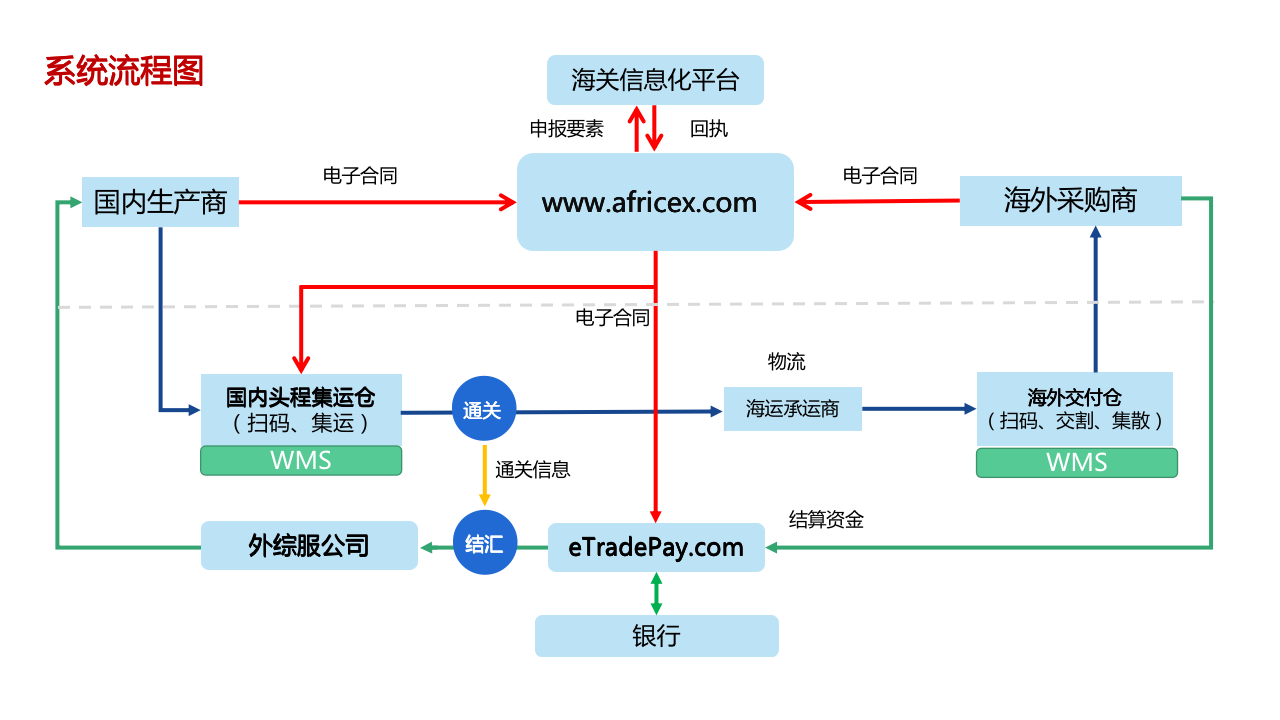 系统流程图
海关信息化平台
申报要素
回执
电子合同
电子合同
国内生产商
www.africex.com
海外采购商
电子合同
物流
国内头程集运仓
（扫码、集运）
WMS
通关
海运承运商
海外交付仓
（扫码、交割、集散）
WMS
通关信息
结算资金
外综服公司
结汇
eTradePay.com
银行